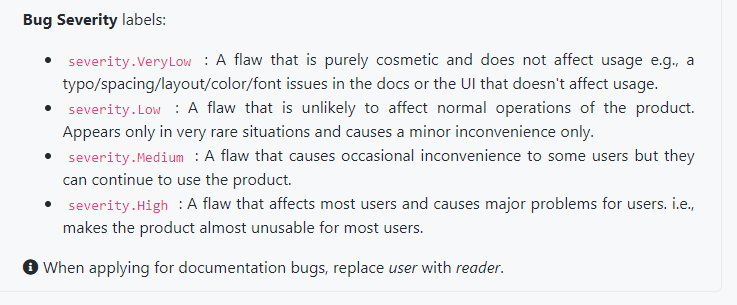 Bug Severity labels:
severity.VeryLow : A flaw that is purely cosmetic and does not affect usage e.g., a
typo/spacing/layout/color/font issues in the docs or the UI that doesn't affect usage.
severity.Low : A flaw that is unlikely to affect normal operations of the product.
Appears only in very rare situations and causes a minor inconvenience only.
severity.Medium : A flaw that causes occasional inconvenience to some users but they
can continue to use the product.
severity.High : A flaw that affects most users and causes major problems for users. i.e.,
makes the product almost unusable for most users.
When applying for documentation bugs, replace user with reader.